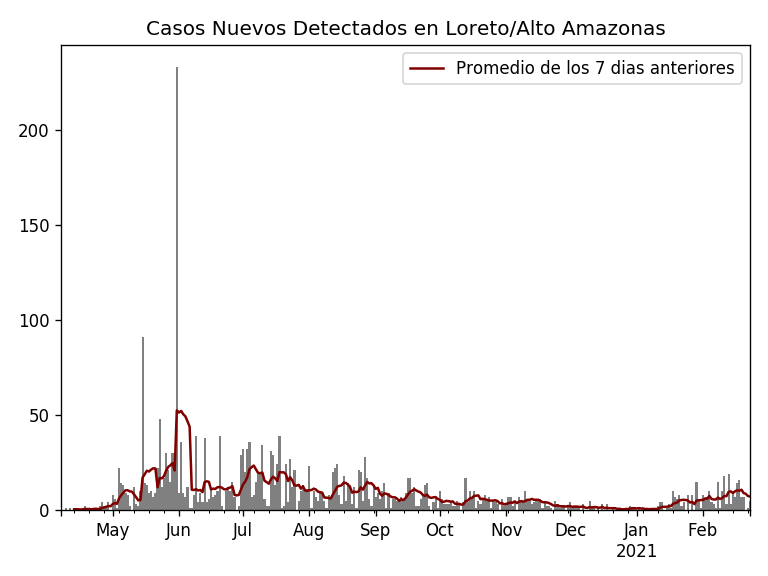 Casos Nuevos Detectados en Loreto/Alto Amazonas
Promedio de los 7 dias anteriores
200
150
100
50
0
May Jun Jul Aug Sep Oct Nov Dec Jan Feb
2021